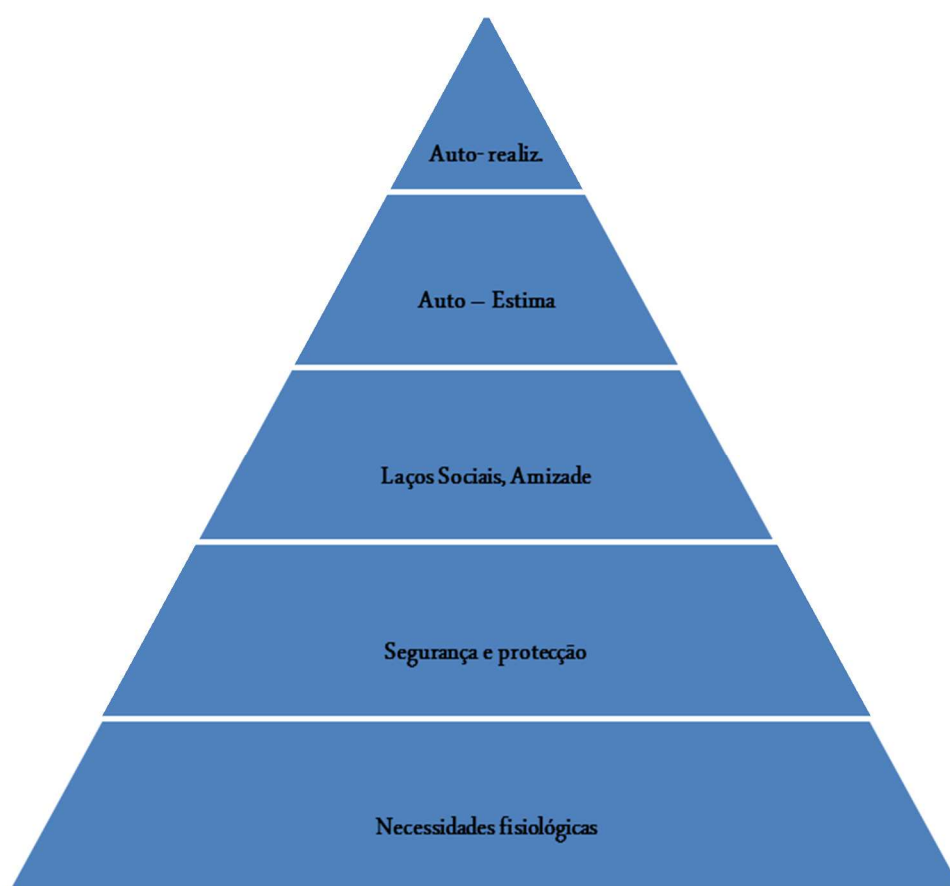 Auto- realiz.
Auto – Estima
Laços Sociais, Amizade
Segurança e protecção
Necessidades fisiológicas